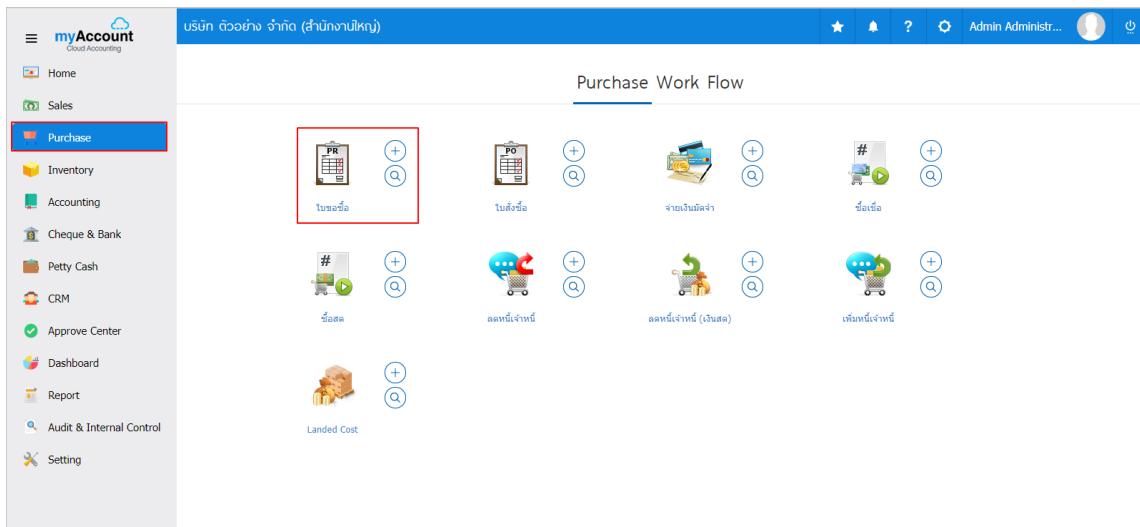 myAccount
Cloud Accounting
บริษัท ตัวอย่าง จำกัด (สำนักงานใหญ่)
?
Admin Administr...
Home
Sales
Purchase
Inventory
Accounting
Cheque & Bank
Petty Cash
CRM
Approve Center
Dashboard
Report
Audit & Internal Control
Setting
Purchase Work Flow
PR
PO
#
ใบขอซื้อ
ใบสั่งซื้อ
จ่ายเงินมัดจำ
ซื้อเชื่อ
#
ซื้อสด
ลดหนี้เจ้าหนี้
ลดหนี้เจ้าหนี้ (เงินสด)
เพิ่มหนี้เจ้าหนี้
Landed Cost